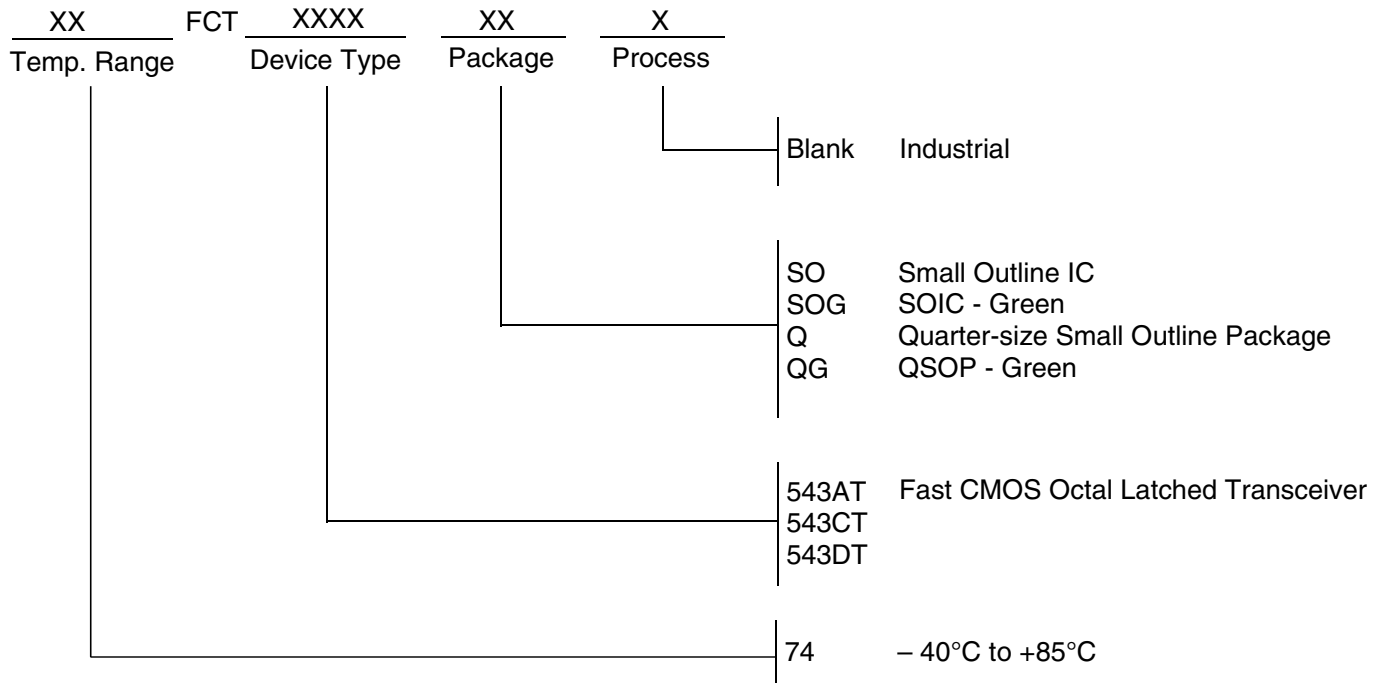 XX FCT XXXX XX X
Temp. Range Device Type Package Process
Blank Industrial
SO Small Outline IC
SOG SOIC - Green
Q Quarter-size Small Outline Package
QG QSOP - Green
543AT Fast CMOS Octal Latched Transceiver
543CT
543DT
74 – 40°C to +85°C